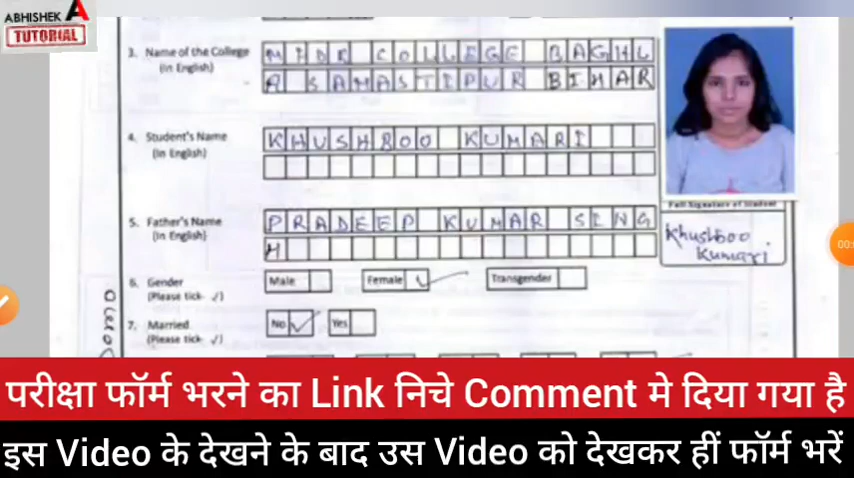 ABHISHEK A
TUTORIAL
3. Name of the College
(in English)
MIDK COLLEGE BAGHL
A SAMASTIPUR BIHAR
4. Student's Name
(in English)
KHUSHBOO KUMARI
5. Father's Name
(in English)
PRADEEP KUMAR SING
H
Full Signature of Student
Khushboo
Kumari
6. Gender
(Please tick- √)
Male
Female
Transgender
7. Married
(Please tick- √)
No
Yes
परीक्षा फॉर्म भरने का Link निचे Comment मे दिया गया है
इस Video के देखने के बाद उस Video को देखकर हीं फॉर्म भरें